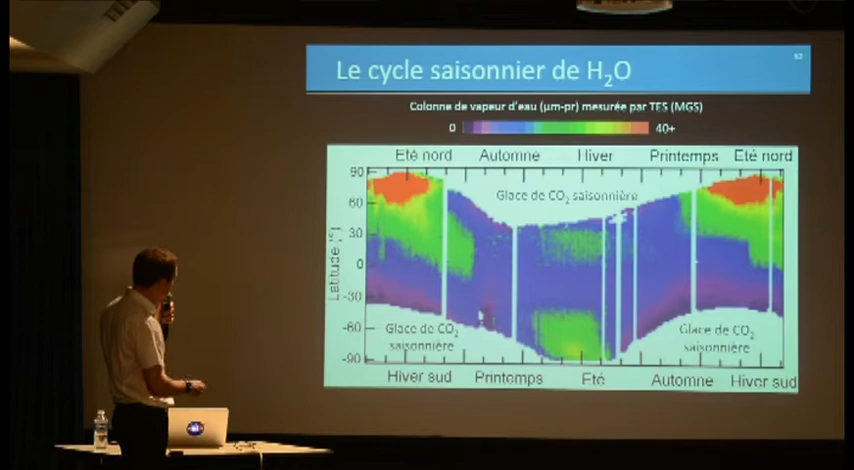 Le cycle saisonnier de H₂O
Colonne de vapeur d'eau (µm-pr) mesurée par TES (MGS)
0 40+
Eté nord Automne Hiver Printemps Eté nord
90
60
30
0
-30
-60
-90
Latitude [°]
Glace de CO₂ saisonnière
Glace de CO₂
saisonnière
Glace de CO₂
saisonnière
Hiver sud Printemps Eté Automne Hiver sud